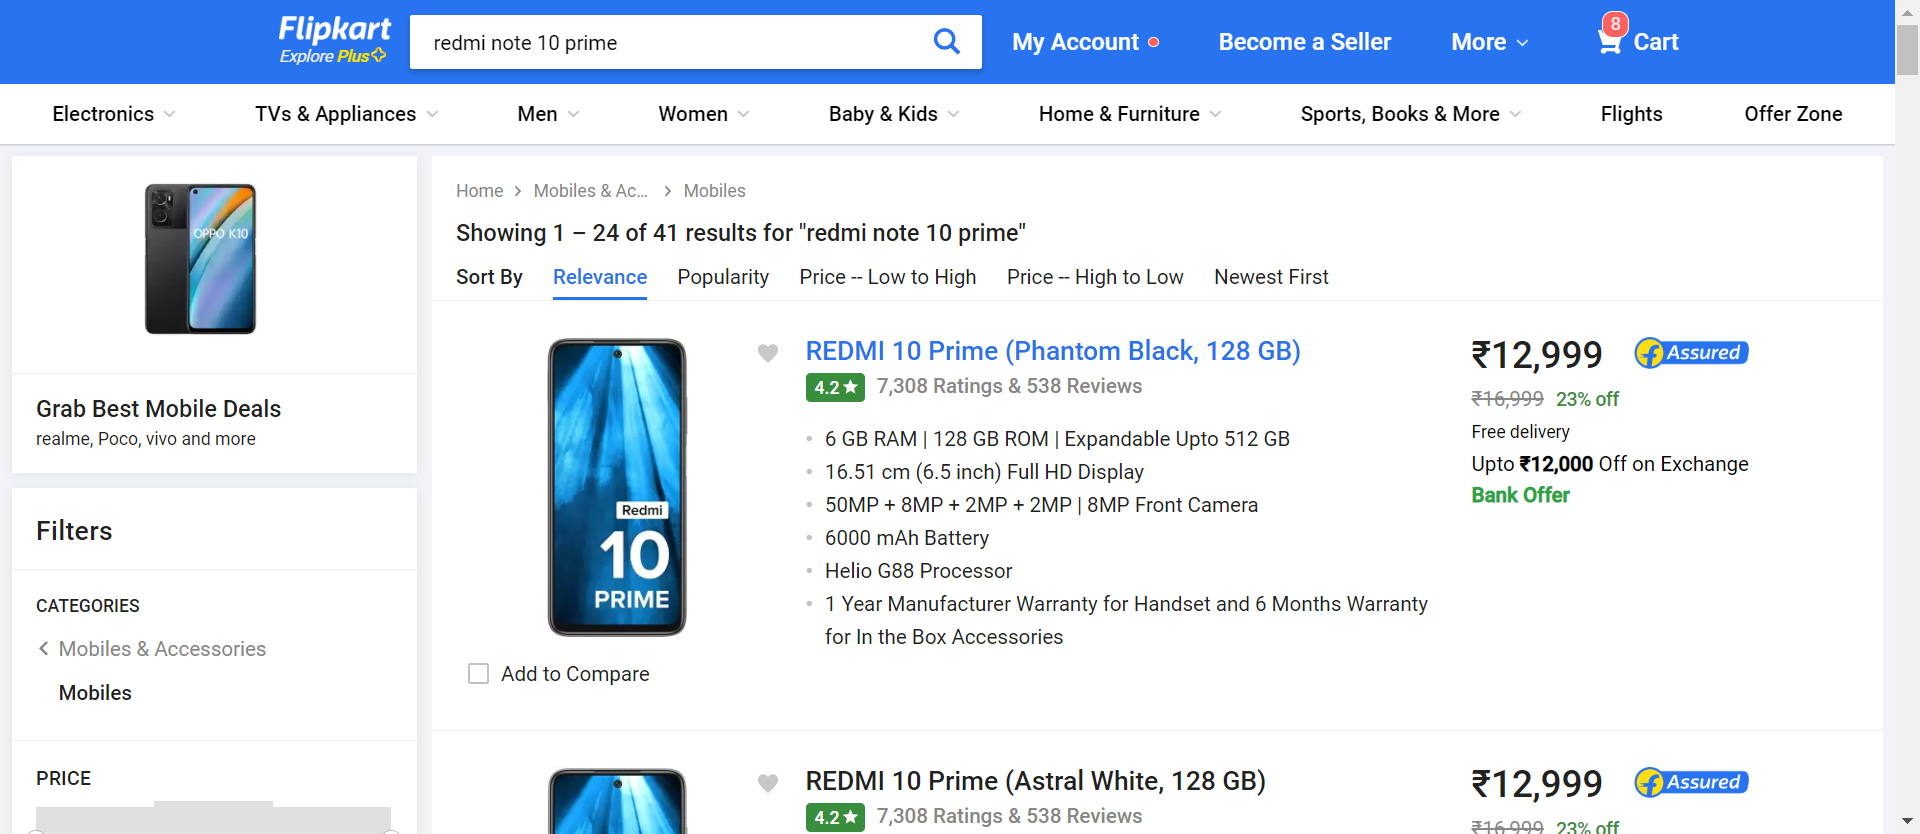 Flipkart
Explore Plus
redmi note 10 prime
My Account
Become a Seller
More
8
Cart
Electronics
TVs & Appliances
Men
Women
Baby & Kids
Home & Furniture
Sports, Books & More
Flights
Offer Zone
OPPO K10
Grab Best Mobile Deals
realme, Poco, vivo and more
Filters
CATEGORIES
Mobiles & Accessories
Mobiles
PRICE
Home
Mobiles & Ac...
Mobiles
Showing 1 – 24 of 41 results for "redmi note 10 prime"
Sort By
Relevance
Popularity
Price -- Low to High
Price -- High to Low
Newest First
Redmi
10
PRIME
Add to Compare
REDMI 10 Prime (Phantom Black, 128 GB)
4.2★ 7,308 Ratings & 538 Reviews
6 GB RAM | 128 GB ROM | Expandable Upto 512 GB
16.51 cm (6.5 inch) Full HD Display
50MP + 8MP + 2MP + 2MP | 8MP Front Camera
6000 mAh Battery
Helio G88 Processor
1 Year Manufacturer Warranty for Handset and 6 Months Warranty
for In the Box Accessories
₹12,999
f Assured
₹16,999 23% off
Free delivery
Upto ₹12,000 Off on Exchange
Bank Offer
REDMI 10 Prime (Astral White, 128 GB)
4.2★ 7,308 Ratings & 538 Reviews
₹12,999
f Assured
₹16,999 23% off